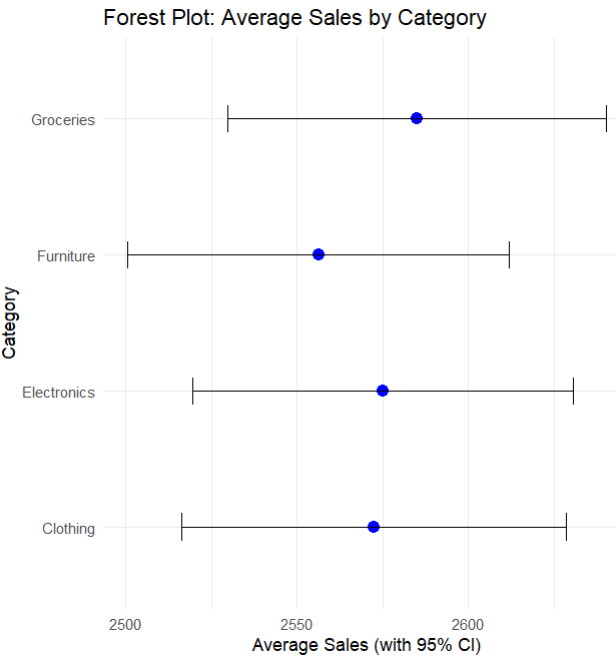 Forest Plot: Average Sales by Category
Groceries
Furniture
Electronics
Clothing
Category
2500
2550
2600
Average Sales (with 95% CI)